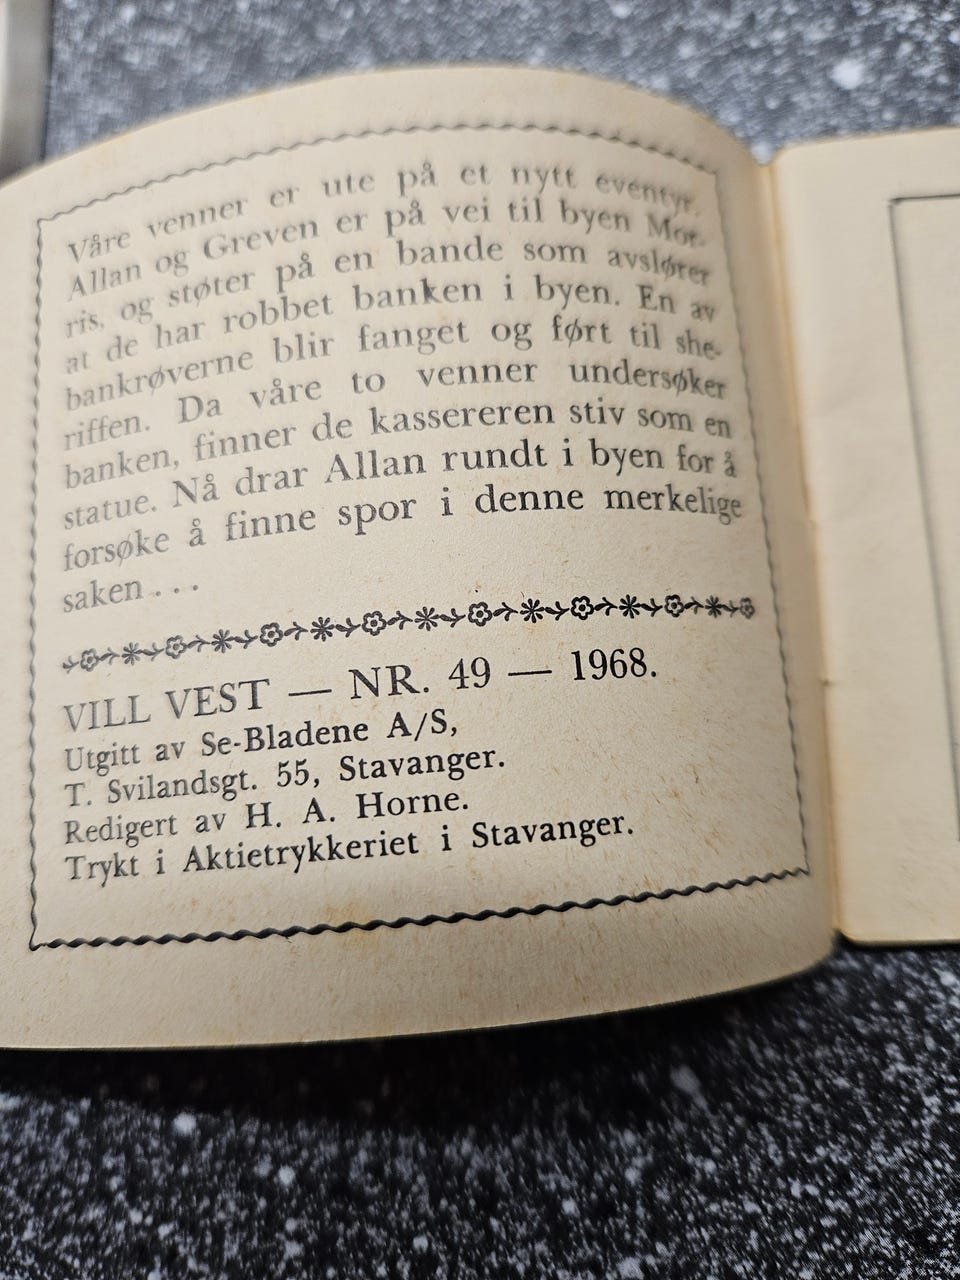 Våre venner er ute på et nytt eventyr.
Allan og Greven er på vei til byen Mor-
ris, og støter på en bande som avslører
at de har robbet banken i byen. En av
bankrøverne blir fanget og ført til she-
riffen. Da våre to venner undersøker
banken, finner de kassereren stiv som en
statue. Nå drar Allan rundt i byen for å
forsøke å finne spor i denne merkelige
saken . . .
VILL VEST — NR. 49 — 1968.
Utgitt av Se-Bladene A/S,
T. Svilandsgt. 55, Stavanger.
Redigert av H. A. Horne.
Trykt i Aktietrykkeriet i Stavanger.